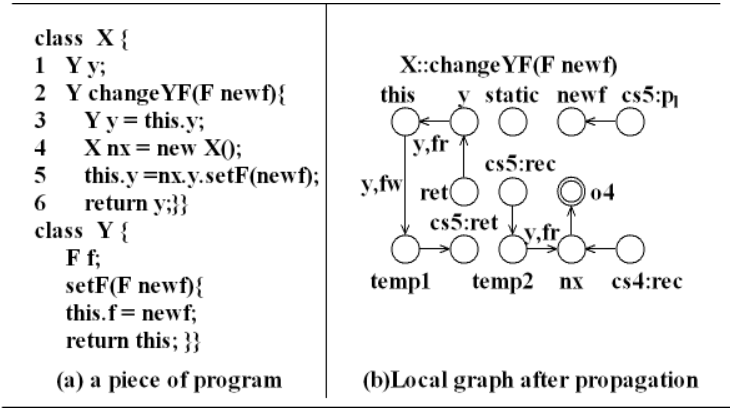 class X {
1 Y y;
2 Y changeYF(F newf){
3 Y y = this.y;
4 X nx = new X();
5 this.y =nx.y.setF(newf);
6 return y;}}
class Y {
F f;
setF(F newf){
this.f = newf;
return this; }}
(a) a piece of program
X::changeYF(F newf)
this y static newf cs5:p1
y,fr
cs5:rec
y,fw
ret
o4
cs5:ret
y,fr
temp1 temp2 nx cs4:rec
(b)Local graph after propagation